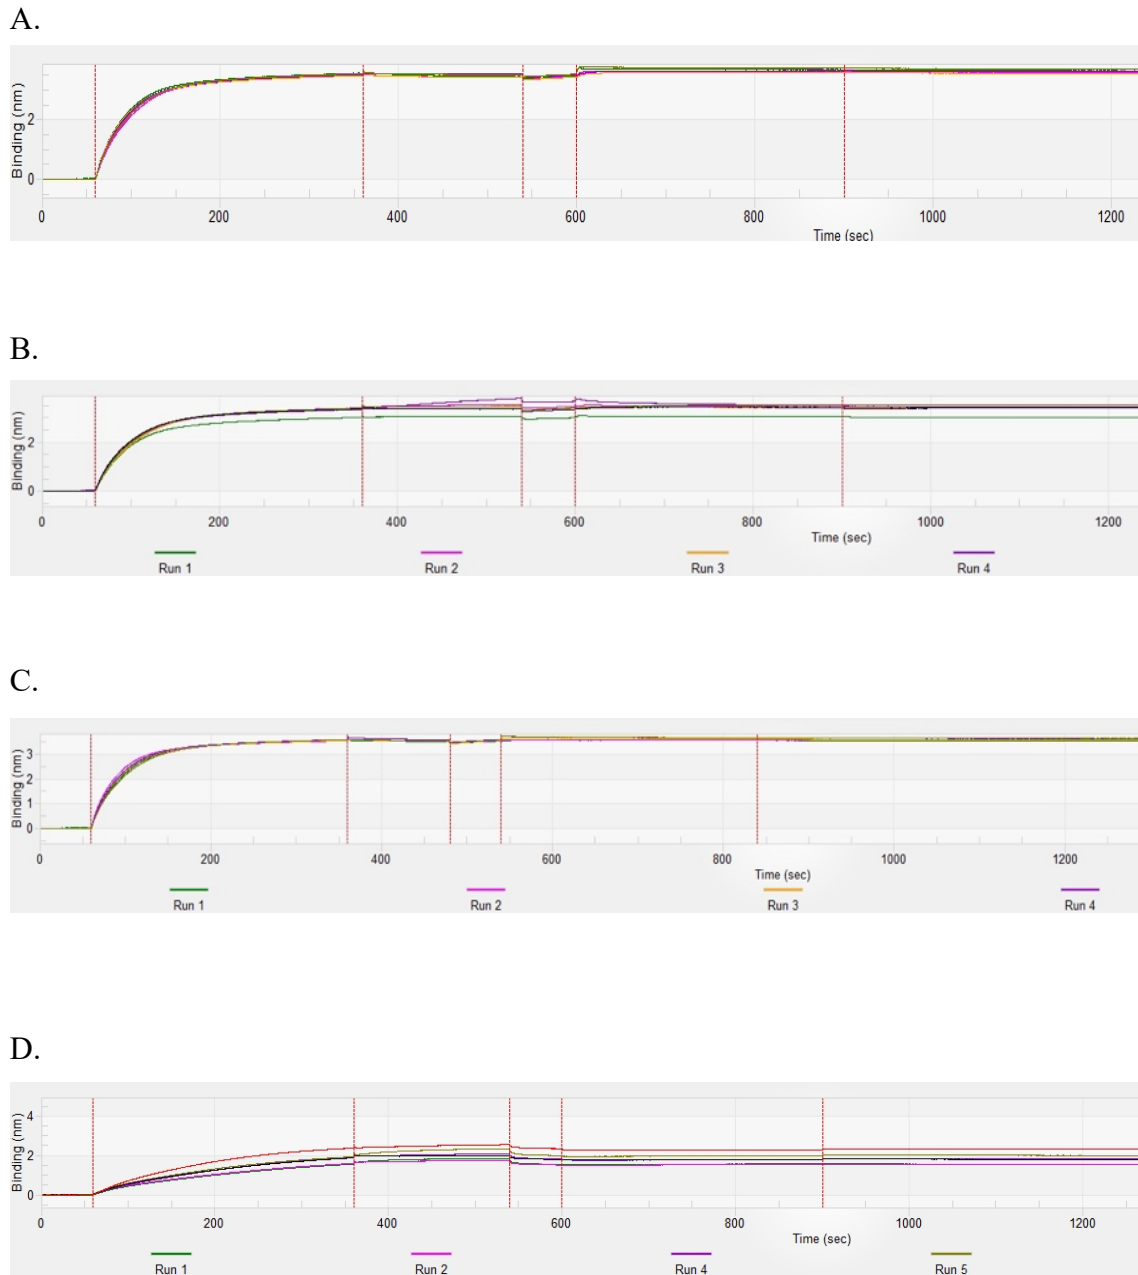 A.
Binding (nm)
2
0
0 200 400 600 800 1000 1200
Time (sec)
B.
Binding (nm)
2
0
0 200 400 600 800 1000 1200
Time (sec)
Run 1 Run 2 Run 3 Run 4
C.
Binding (nm)
3
2
1
0
0 200 400 600 800 1000 1200
Time (sec)
Run 1 Run 2 Run 3 Run 4
D.
Binding (nm)
4
2
0
0 200 400 600 800 1000 1200
Time (sec)
Run 1 Run 2 Run 4 Run 5